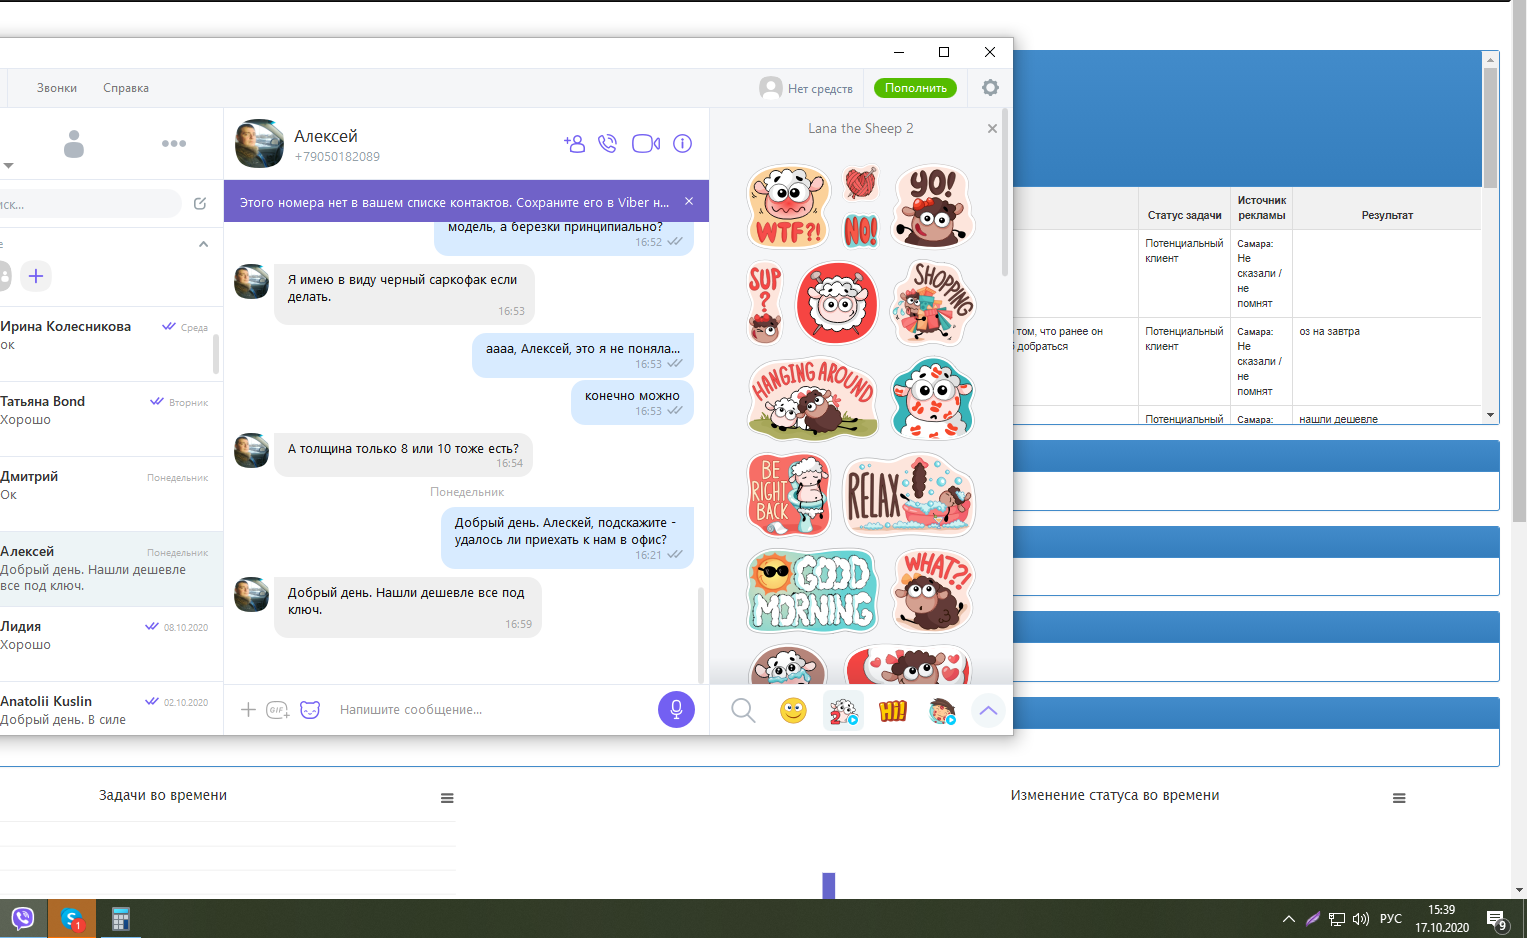 Звонки
Справка
Нет средств
Пополнить
Алексей
+79050182089
Lana the Sheep 2
Этого номера нет в вашем списке контактов. Сохраните его в Viber н...
модель, а березки принципиально?
16:52
Я имею в виду черный саркофак если
делать.
16:53
аааа, Алексей, это я не поняла...
16:53
конечно можно
16:53
А толщина только 8 или 10 тоже есть?
16:54
Понедельник
Добрый день. Алескей, подскажите -
удалось ли приехать к нам в офис?
16:21
Добрый день. Нашли дешевле все под
ключ.
16:59
GIF
Напишите сообщение...
иск...
е
Ирина Колесникова
Среда
ок
Татьяна Bond
Вторник
Хорошо
Дмитрий
Понедельник
Ок
Алексей
Понедельник
Добрый день. Нашли дешевле
все под ключ.
Лидия
08.10.2020
Хорошо
Anatolii Kuslin
02.10.2020
Добрый день. В силе
WTF?!
NO!
YO!
SUP
?
SHOPPING
HANGING AROUND
BE
RIGHT
BACK
RELAX
GOOD
MORNING
WHAT?!
2
Hi!
Статус задачи
Источник
рекламы
Результат
Потенциальный
клиент
Самара:
Не
сказали /
не
помнят
том, что ранее он
добраться
Потенциальный
клиент
Самара:
Не
сказали /
не
помнят
оз на завтра
Потенциальный
Самара:
нашли дешевле
Задачи во времени
Изменение статуса во времени
S
1
РУС
15:39
17.10.2020
9